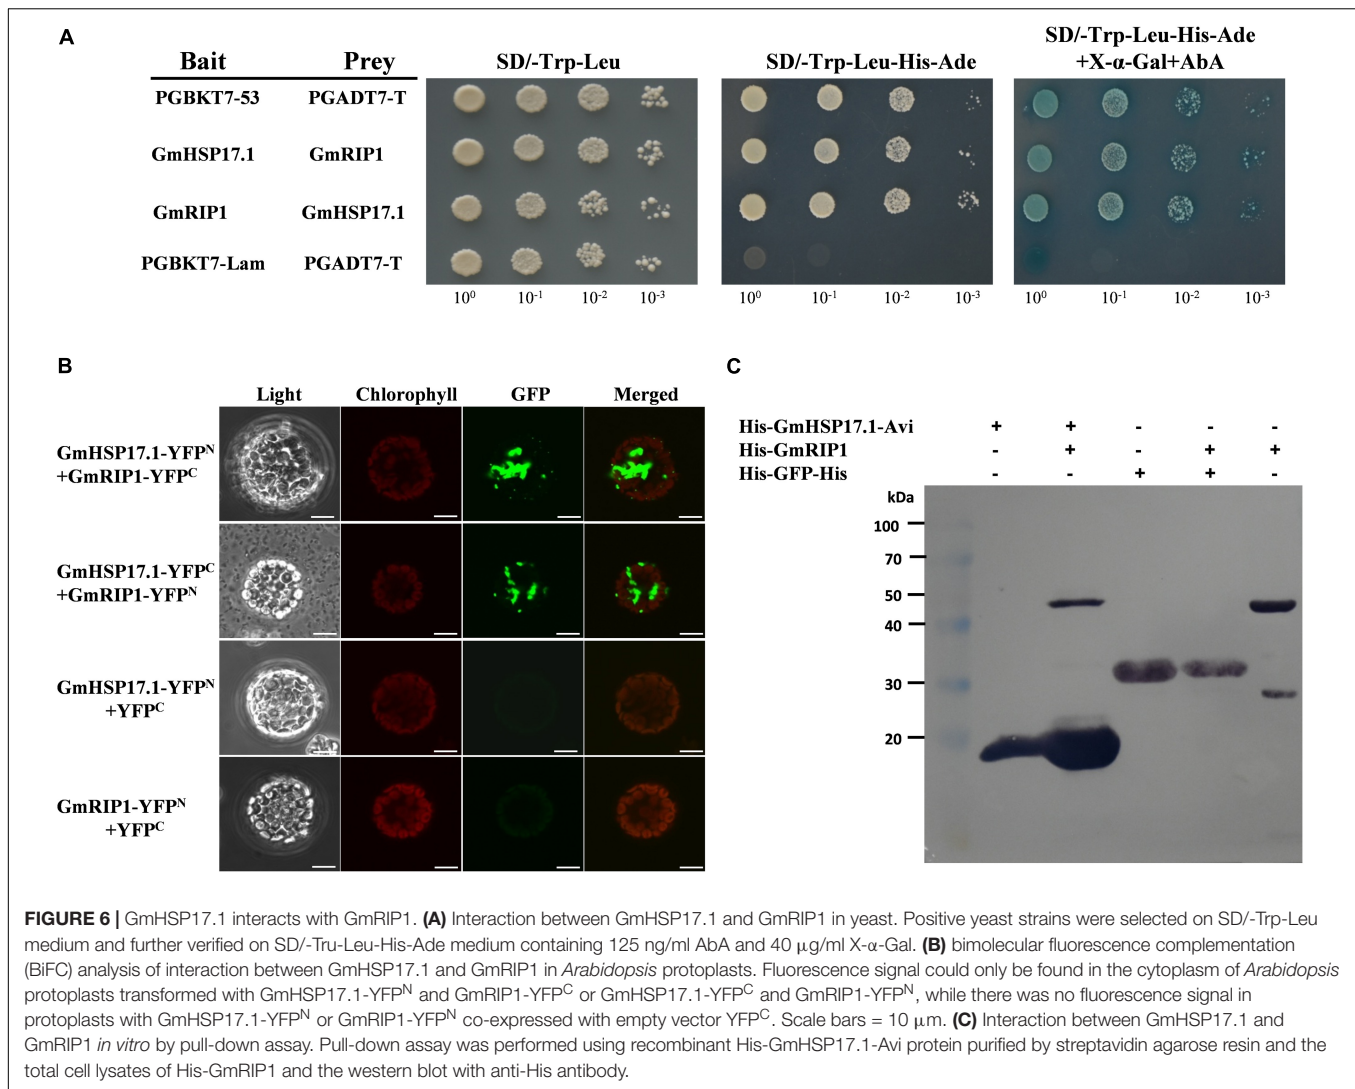 A
Bait Prey SD/-Trp-Leu SD/-Trp-Leu-His-Ade SD/-Trp-Leu-His-Ade
+X-α-Gal+AbA
PGBKT7-53 PGADT7-T
GmHSP17.1 GmRIP1
GmRIP1 GmHSP17.1
PGBKT7-Lam PGADT7-T
10⁰ 10⁻¹ 10⁻² 10⁻³ 10⁰ 10⁻¹ 10⁻² 10⁻³ 10⁰ 10⁻¹ 10⁻² 10⁻³
B
Light Chlorophyll GFP Merged
GmHSP17.1-YFPᴺ
+GmRIP1-YFPᶜ
GmHSP17.1-YFPᶜ
+GmRIP1-YFPᴺ
GmHSP17.1-YFPᴺ
+YFPᶜ
GmRIP1-YFPᴺ
+YFPᶜ
C
His-GmHSP17.1-Avi + + - - -
His-GmRIP1 - + - + +
His-GFP-His - - + + -
kDa
100
70
50
40
30
20
FIGURE 6 | GmHSP17.1 interacts with GmRIP1. (A) Interaction between GmHSP17.1 and GmRIP1 in yeast. Positive yeast strains were selected on SD/-Trp-Leu
medium and further verified on SD/-Tru-Leu-His-Ade medium containing 125 ng/ml AbA and 40 μg/ml X-α-Gal. (B) bimolecular fluorescence complementation
(BiFC) analysis of interaction between GmHSP17.1 and GmRIP1 in Arabidopsis protoplasts. Fluorescence signal could only be found in the cytoplasm of Arabidopsis
protoplasts transformed with GmHSP17.1-YFPᴺ and GmRIP1-YFPᶜ or GmHSP17.1-YFPᶜ and GmRIP1-YFPᴺ, while there was no fluorescence signal in
protoplasts with GmHSP17.1-YFPᴺ or GmRIP1-YFPᴺ co-expressed with empty vector YFPᶜ. Scale bars = 10 μm. (C) Interaction between GmHSP17.1 and
GmRIP1 in vitro by pull-down assay. Pull-down assay was performed using recombinant His-GmHSP17.1-Avi protein purified by streptavidin agarose resin and the
total cell lysates of His-GmRIP1 and the western blot with anti-His antibody.